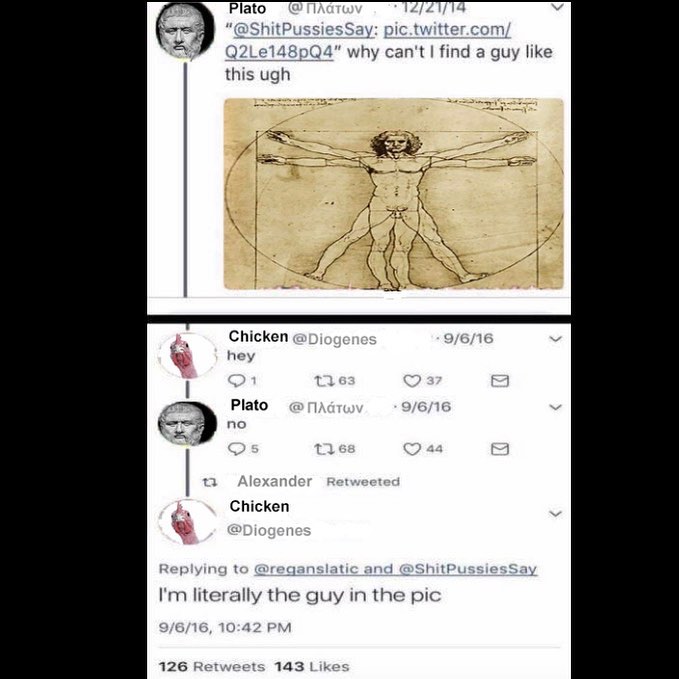 Plato @Πλάτων · 12/21/14
“@ShitPussiesSay: pic.twitter.com/
Q2Le148pQ4” why can't I find a guy like
this ugh
Chicken @Diogenes · 9/6/16
hey
1 63 37
Plato @Πλάτων · 9/6/16
no
5 68 44
Alexander Retweeted
Chicken
@Diogenes
Replying to @reganslatic and @ShitPussiesSay
I'm literally the guy in the pic
9/6/16, 10:42 PM
126 Retweets 143 Likes